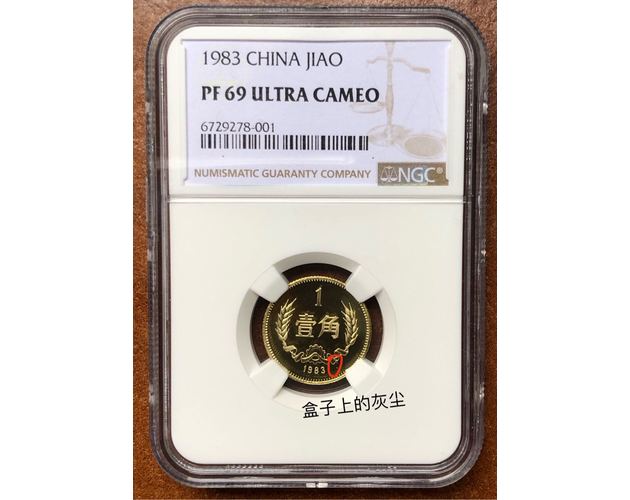 1983 CHINA JIAO
PF 69 ULTRA CAMEO
6729278-001
NUMISMATIC GUARANTY COMPANY
NGC
1
壹角
1983
盒子上的灰尘